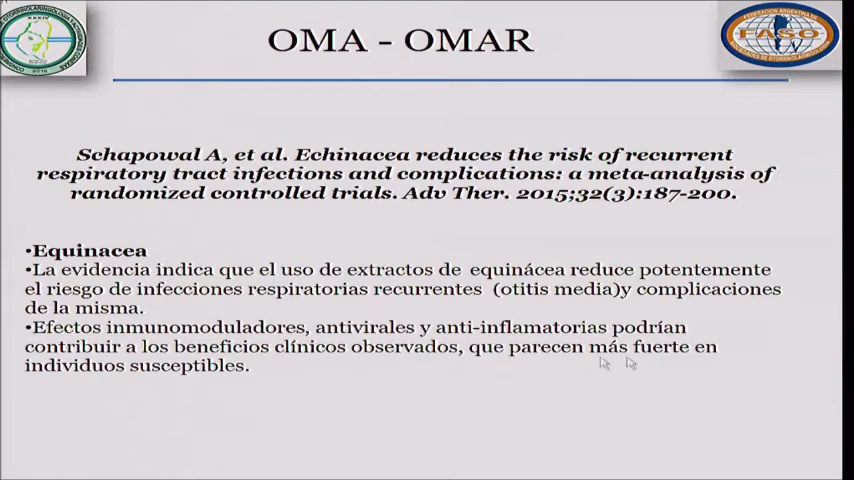 OMA - OMAR
FASO
Schapowal A, et al. Echinacea reduces the risk of recurrent
respiratory tract infections and complications: a meta-analysis of
randomized controlled trials. Adv Ther. 2015;32(3):187-200.
•Equinacea
•La evidencia indica que el uso de extractos de equinácea reduce potentemente
el riesgo de infecciones respiratorias recurrentes (otitis media)y complicaciones
de la misma.
•Efectos inmunomoduladores, antivirales y anti-inflamatorias podrían
contribuir a los beneficios clínicos observados, que parecen más fuerte en
individuos susceptibles.